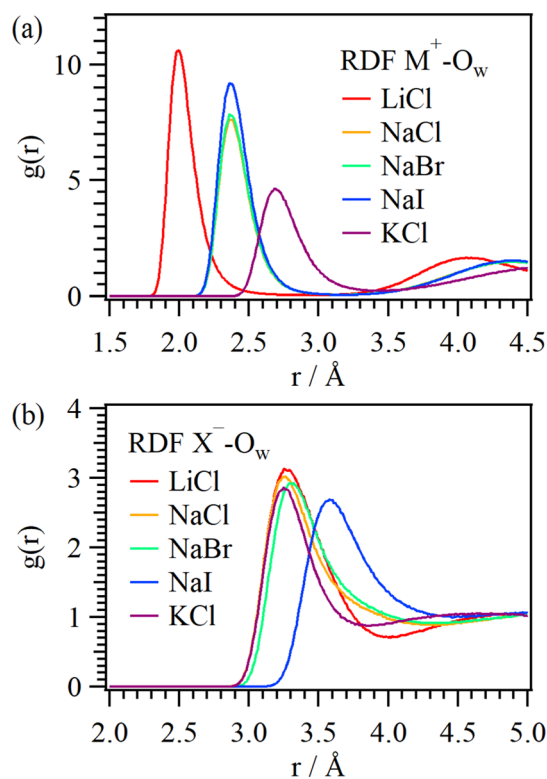 (a)
RDF M⁺-Ow
LiCl
NaCl
NaBr
NaI
KCl
g(r)
10
5
0
1.5 2.0 2.5 3.0 3.5 4.0 4.5
r / Å
(b)
RDF X⁻-Ow
LiCl
NaCl
NaBr
NaI
KCl
g(r)
4
3
2
1
0
2.0 2.5 3.0 3.5 4.0 4.5 5.0
r / Å